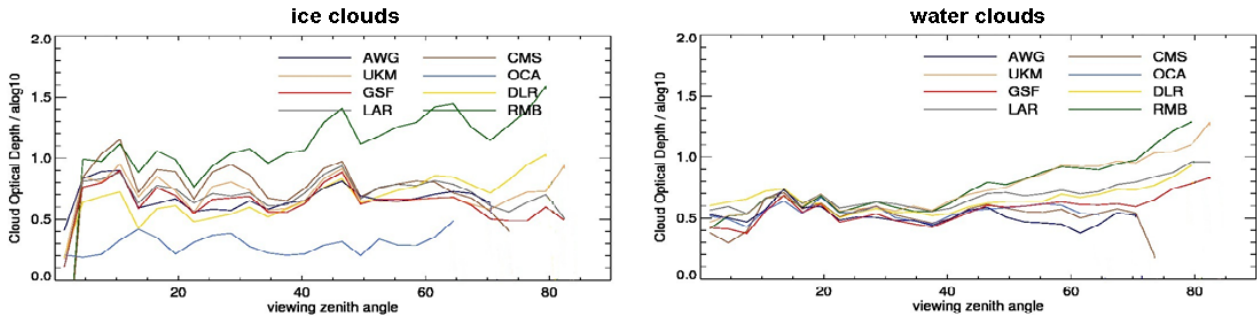 ice clouds
2.0
1.5
1.0
0.5
0.0
Cloud Optical Depth / alog10
AWG
UKM
GSF
LAR
CMS
OCA
DLR
RMB
20
40
60
80
viewing zenith angle
water clouds
2.0
1.5
1.0
0.5
0.0
Cloud Optical Depth / alog10
AWG
UKM
GSF
LAR
CMS
OCA
DLR
RMB
20
40
60
80
viewing zenith angle